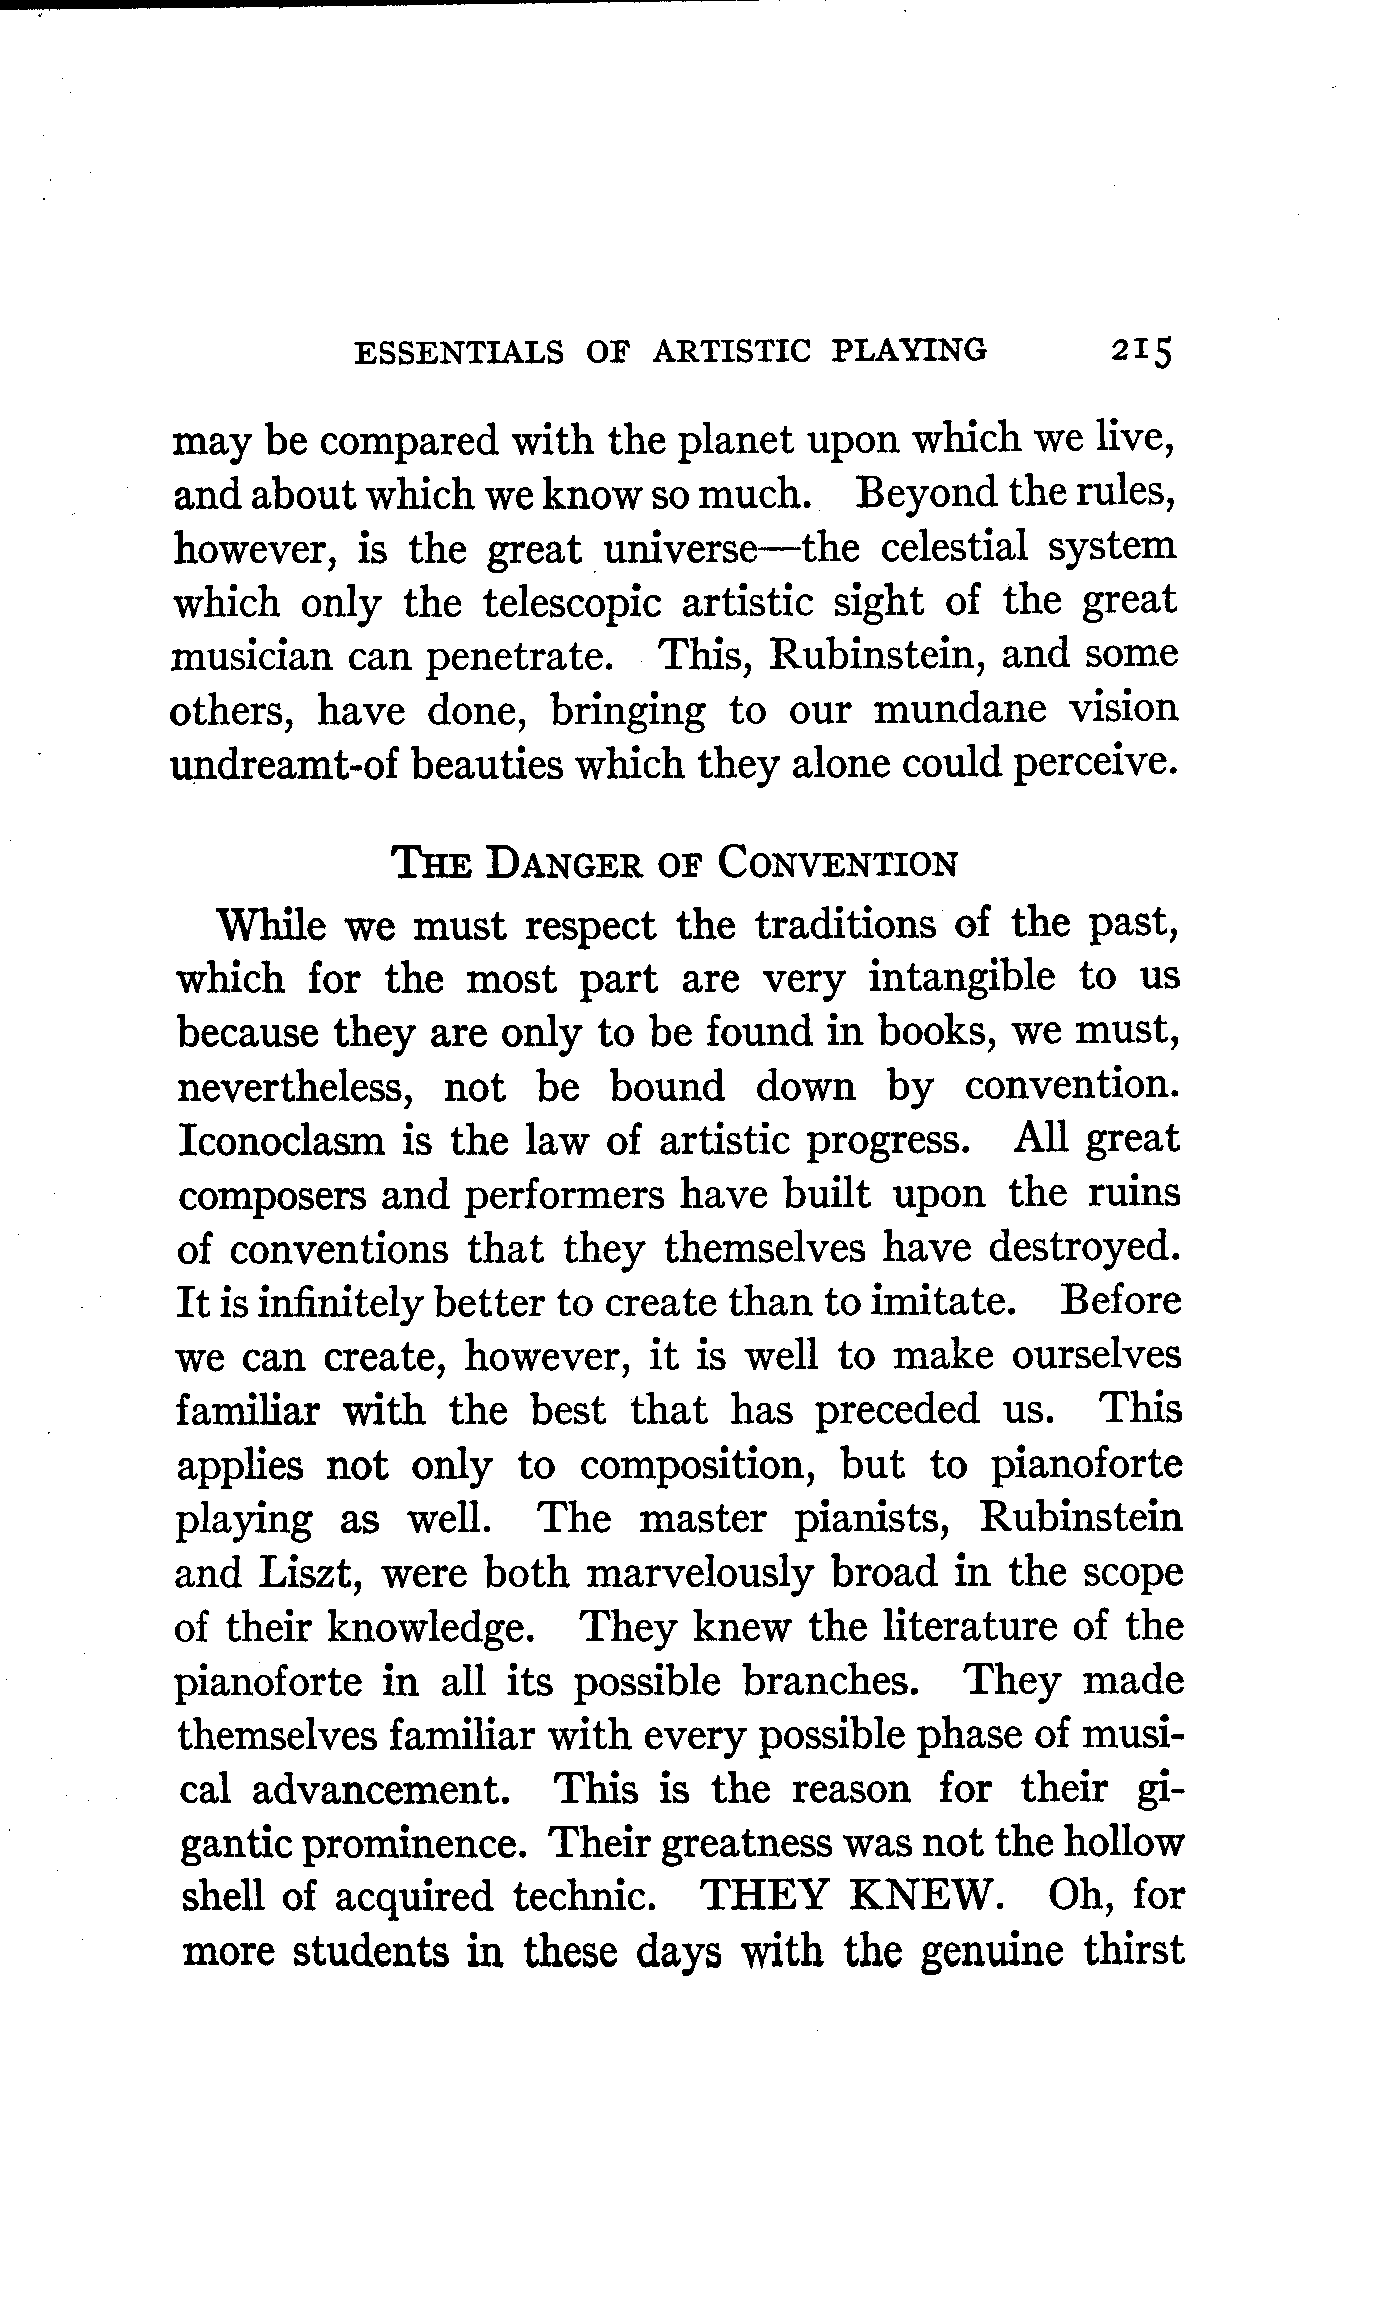 ESSENTIALS OF ARTISTIC PLAYING 215
may be compared with the planet upon which we live,
and about which we know so much. Beyond the rules,
however, is the great universe—the celestial system
which only the telescopic artistic sight of the great
musician can penetrate. This, Rubinstein, and some
others, have done, bringing to our mundane vision
undreamt-of beauties which they alone could perceive.
THE DANGER OF CONVENTION
While we must respect the traditions of the past,
which for the most part are very intangible to us
because they are only to be found in books, we must,
nevertheless, not be bound down by convention.
Iconoclasm is the law of artistic progress. All great
composers and performers have built upon the ruins
of conventions that they themselves have destroyed.
It is infinitely better to create than to imitate. Before
we can create, however, it is well to make ourselves
familiar with the best that has preceded us. This
applies not only to composition, but to pianoforte
playing as well. The master pianists, Rubinstein
and Liszt, were both marvelously broad in the scope
of their knowledge. They knew the literature of the
pianoforte in all its possible branches. They made
themselves familiar with every possible phase of musi-
cal advancement. This is the reason for their gi-
gantic prominence. Their greatness was not the hollow
shell of acquired technic. THEY KNEW. Oh, for
more students in these days with the genuine thirst